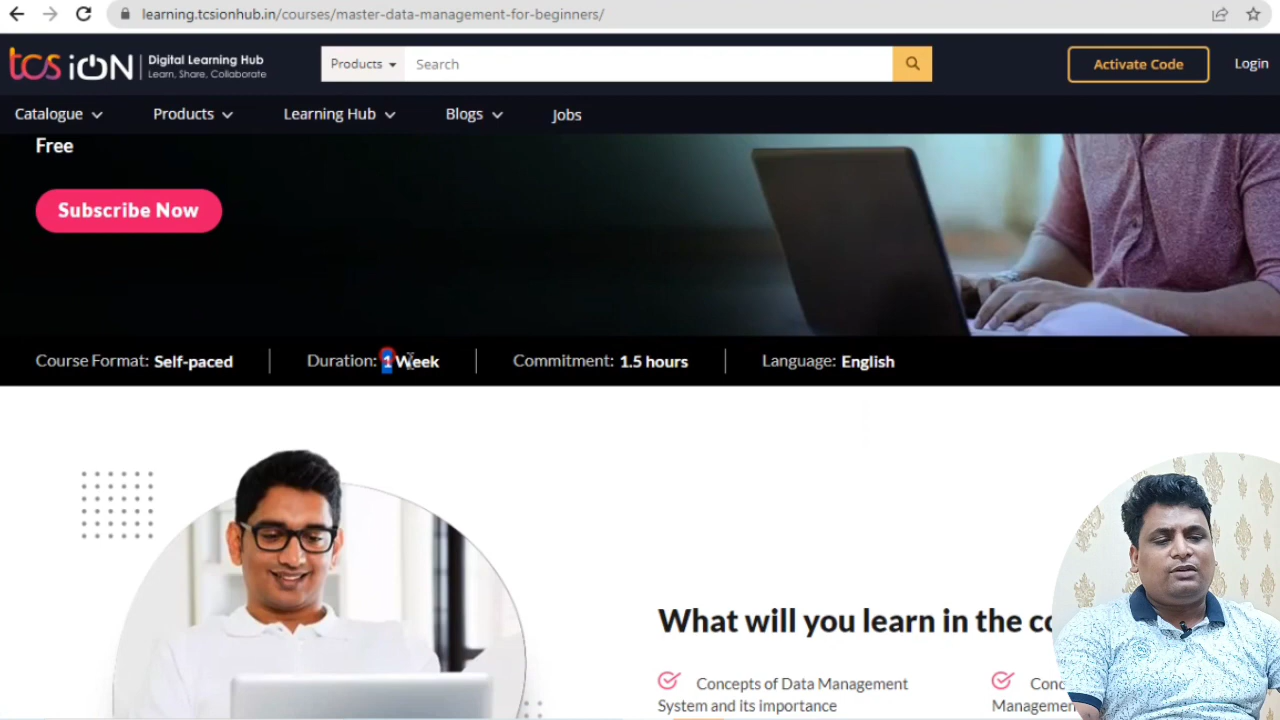 learning.tcsionhub.in/courses/master-data-management-for-beginners/
tcs iON Digital Learning Hub
Learn, Share, Collaborate
Products Search
Activate Code Login
Catalogue Products Learning Hub Blogs Jobs
Free
Subscribe Now
Course Format: Self-paced Duration: 1 Week Commitment: 1.5 hours Language: English
What will you learn in the
Concepts of Data Management
System and its importance